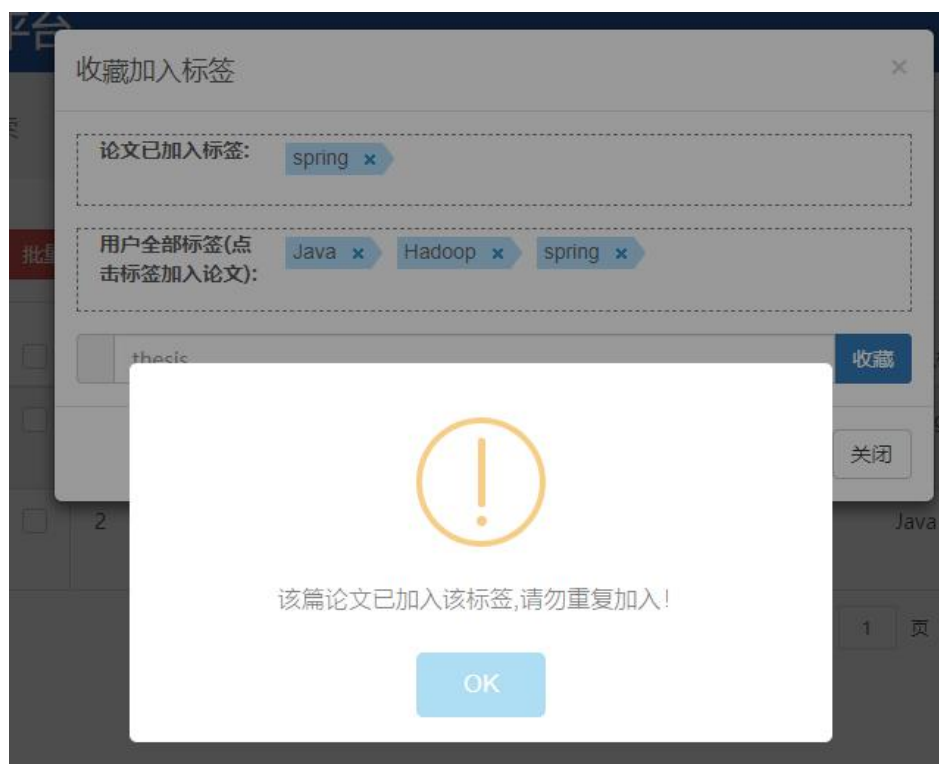 平台
收藏加入标签
×
论文已加入标签: spring ×
用户全部标签(点
击标签加入论文): Java × Hadoop × spring ×
批量
thesis 收藏
关闭
2 Java
该篇论文已加入该标签,请勿重复加入!
1 页
OK